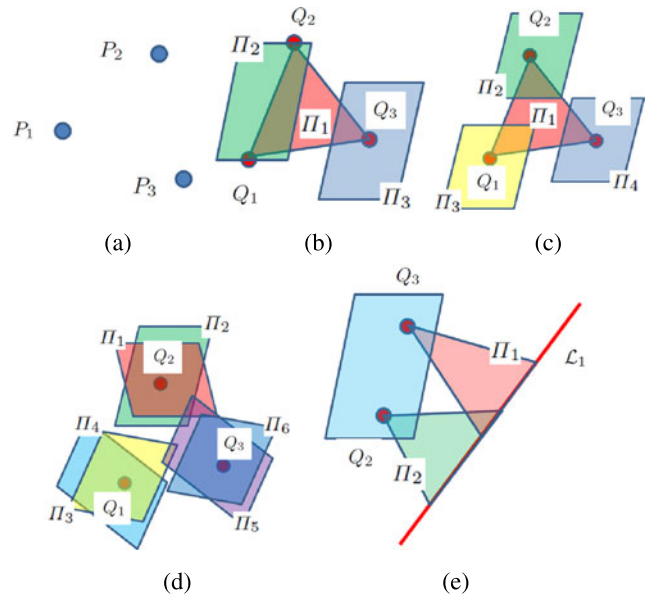 P₂
P₁
P₃
(a)
Q₂
Π₂
Q₃
Π₁
Q₁
Π₃
(b)
Q₂
Π₂
Π₁
Q₃
Q₁
Π₃
Π₄
(c)
Π₁
Π₂
Q₂
Π₄
Π₆
Q₃
Q₁
Π₃
Π₅
(d)
Q₃
Π₁
ℒ₁
Q₂
Π₂
(e)